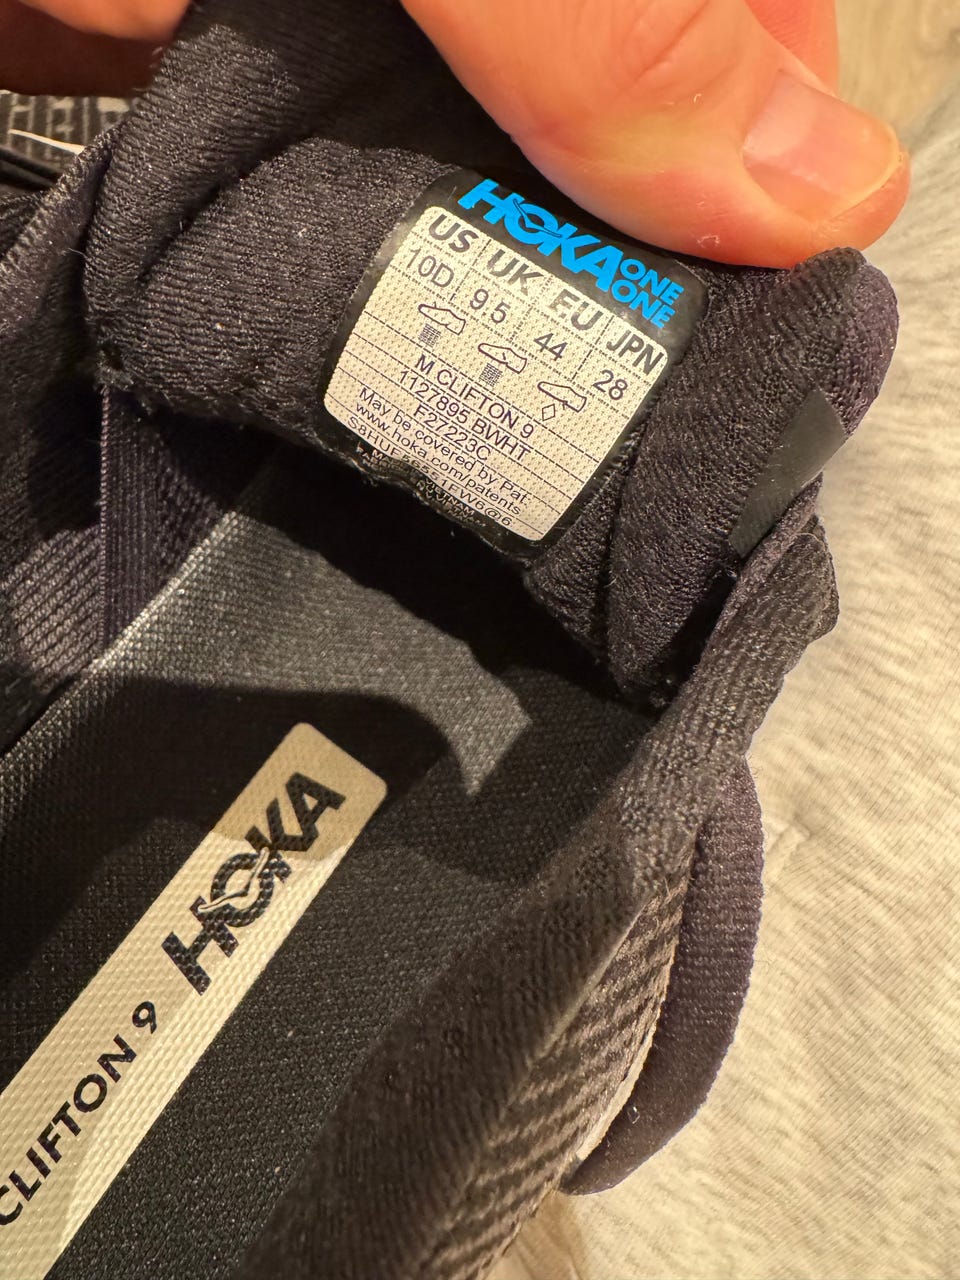 HOKA ONE ONE
US UK EU JPN
10D 9.5 44 28
M CLIFTON 9
1127895 BWHT
F27223C
May be covered by Pat.
www.hoka.com/patents
HOKA
CLIFTON 9